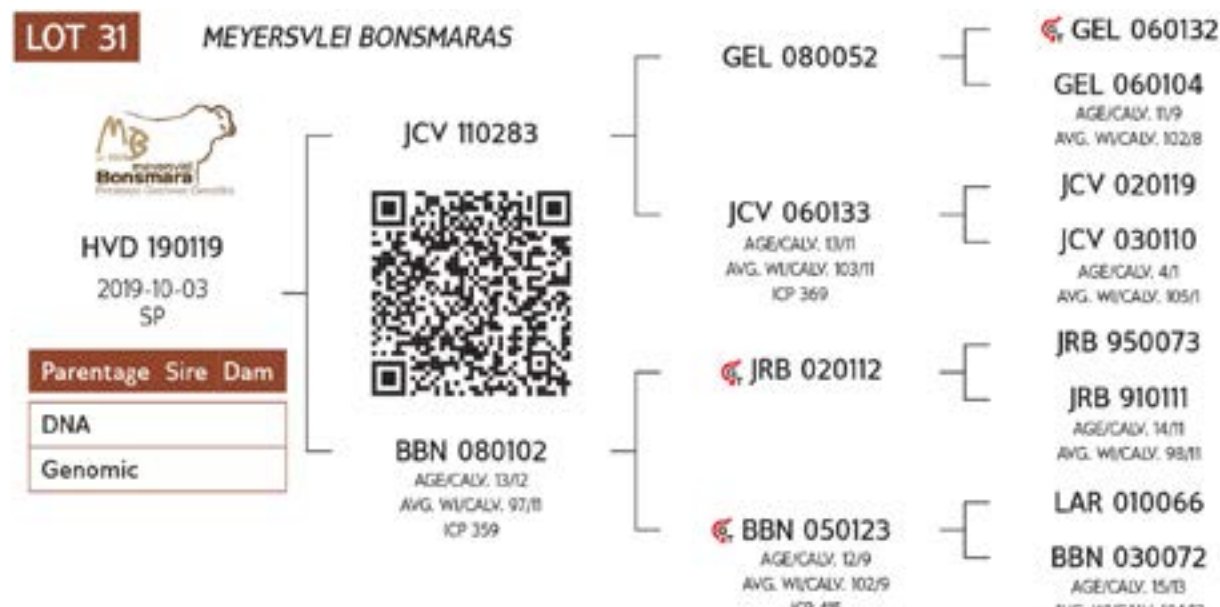 LOT 31
MEYERSVLEI BONSMARAS
MB
meyersvlei
Bonsmara
HVD 190119
2019-10-03
SP
Parentage Sire Dam
DNA
Genomic
JCV 110283
BBN 080102
AGE/CALV. 13/12
AVG. WI/CALV. 97/11
ICP 359
GEL 080052
JCV 060133
AGE/CALV. 13/11
AVG. WI/CALV. 103/11
ICP 369
JRB 020112
BBN 050123
AGE/CALV. 12/9
AVG. WI/CALV. 102/9
GEL 060132
GEL 060104
AGE/CALV. 11/9
AVG. WI/CALV. 102/8
JCV 020119
JCV 030110
AGE/CALV. 4/1
AVG. WI/CALV. 105/1
JRB 950073
JRB 910111
AGE/CALV. 14/11
AVG. WI/CALV. 98/11
LAR 010066
BBN 030072
AGE/CALV. 15/13